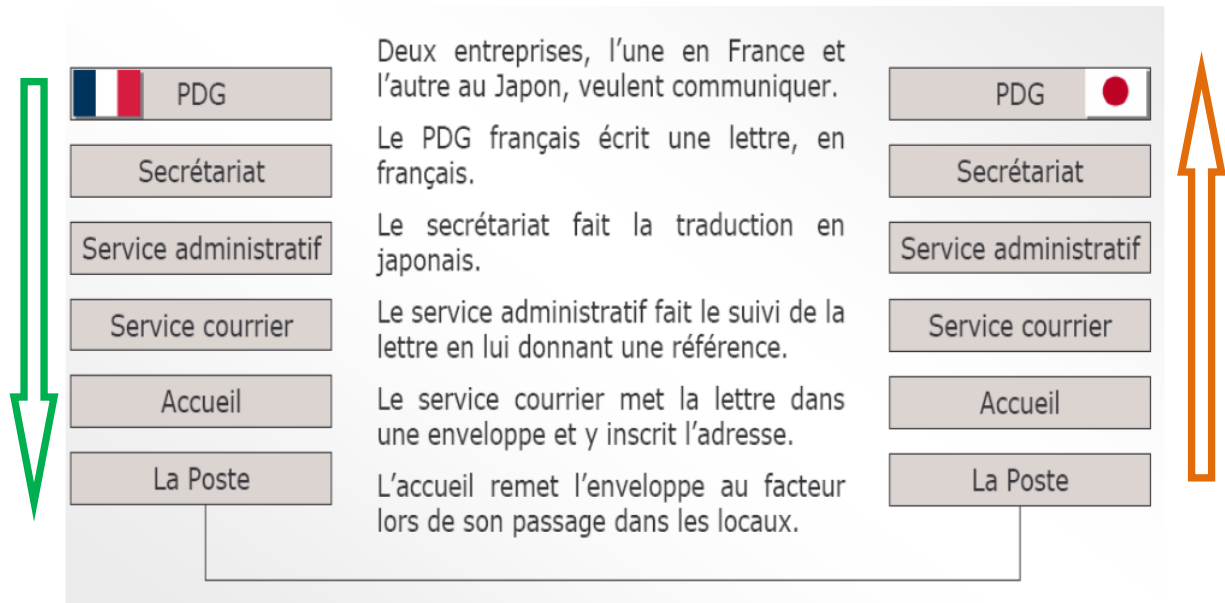 PDG
Secrétariat
Service administratif
Service courrier
Accueil
La Poste
Deux entreprises, l’une en France et
l’autre au Japon, veulent communiquer.
Le PDG français écrit une lettre, en
français.
Le secrétariat fait la traduction en
japonais.
Le service administratif fait le suivi de la
lettre en lui donnant une référence.
Le service courrier met la lettre dans
une enveloppe et y inscrit l’adresse.
L’accueil remet l’enveloppe au facteur
lors de son passage dans les locaux.
PDG
Secrétariat
Service administratif
Service courrier
Accueil
La Poste